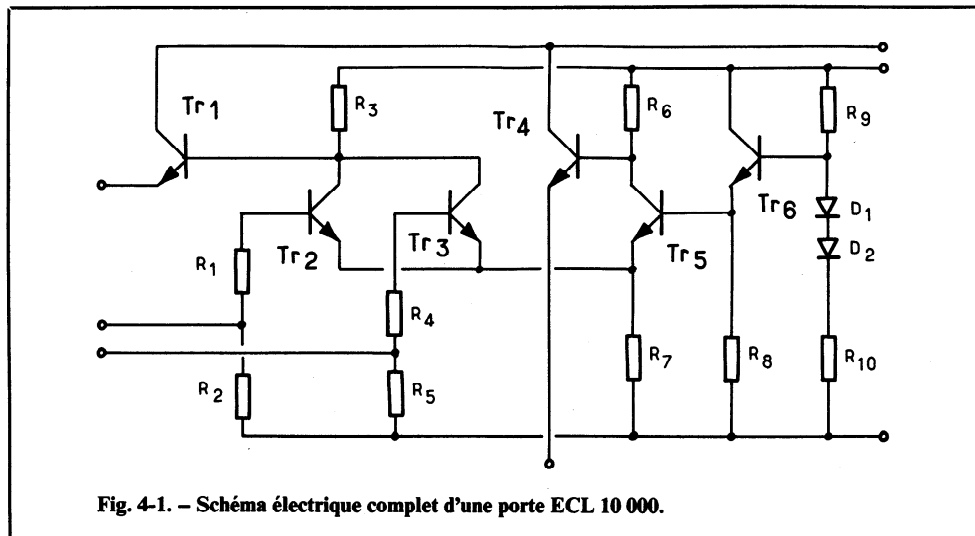 Tr1
R3
Tr4
R6
R9
Tr6
D1
D2
Tr2
Tr3
Tr5
R1
R4
R2
R5
R7
R8
R10
Fig. 4-1. – Schéma électrique complet d'une porte ECL 10 000.